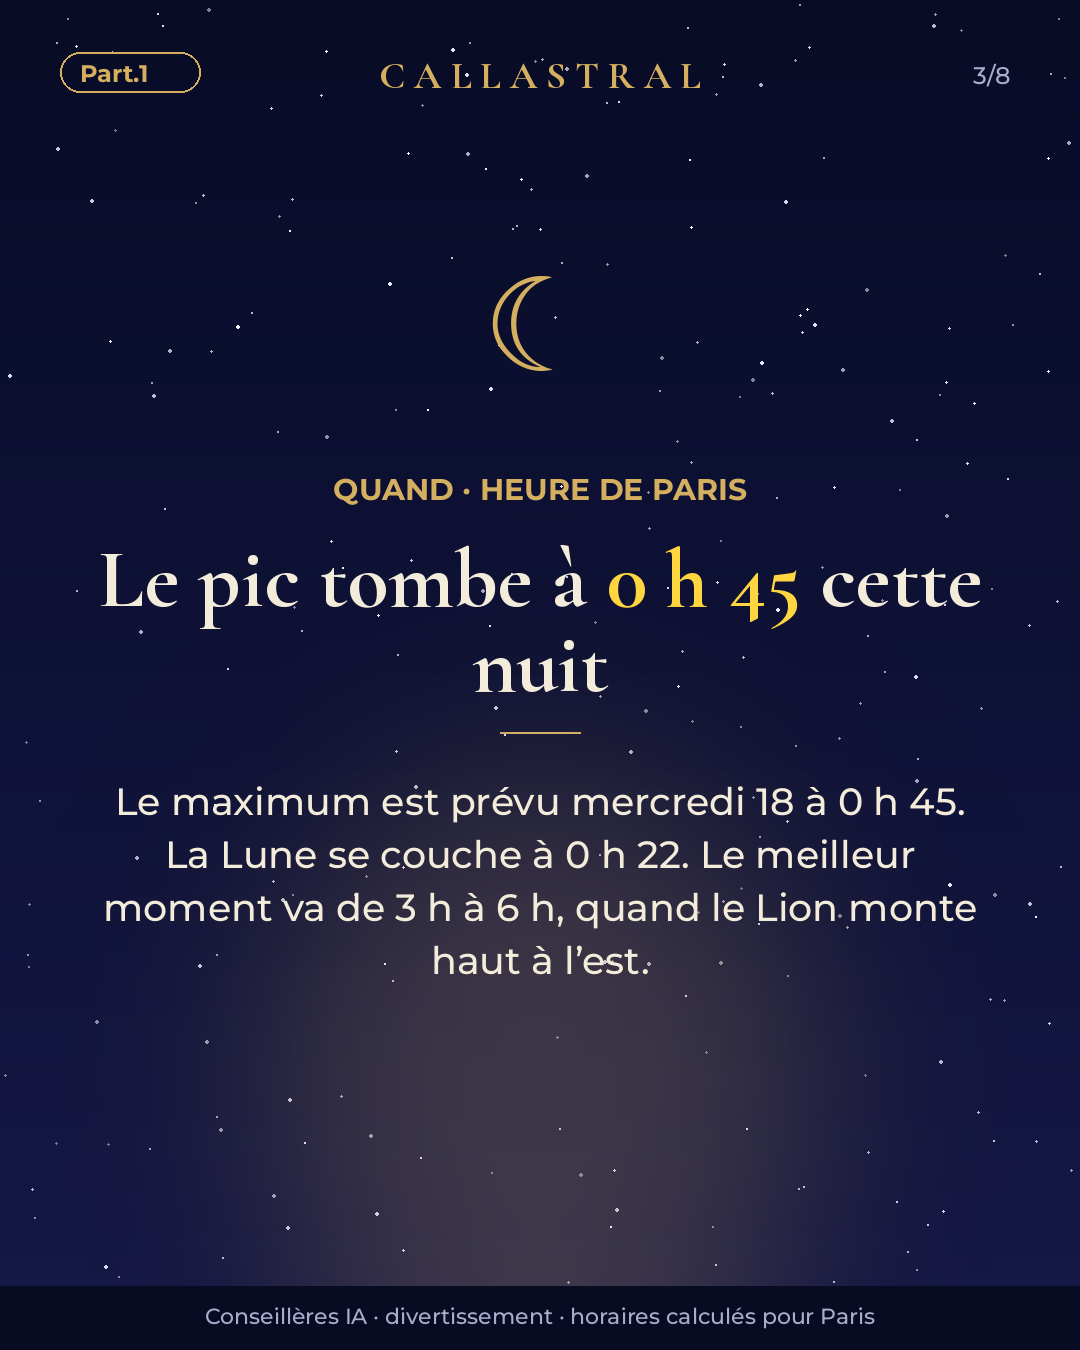 Part.1
CALLASTRAL
3/8
QUAND · HEURE DE PARIS
Le pic tombe à 0 h 45 cette
nuit
Le maximum est prévu mercredi 18 à 0 h 45.
La Lune se couche à 0 h 22. Le meilleur
moment va de 3 h à 6 h, quand le Lion monte
haut à l’est.
Conseillères IA · divertissement · horaires calculés pour Paris